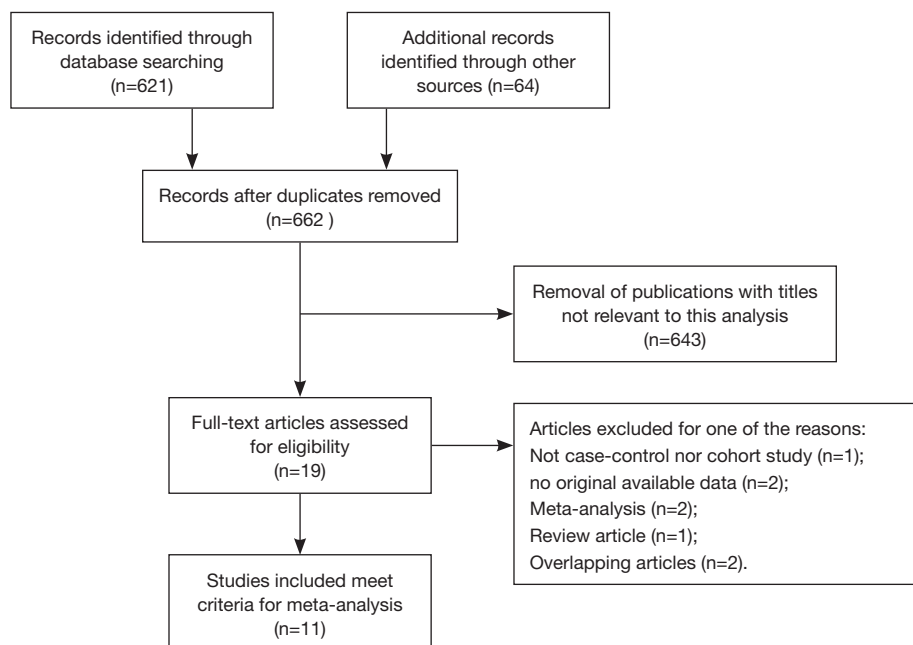 Records identified through
database searching
(n=621)
Additional records
identified through other
sources (n=64)
Records after duplicates removed
(n=662 )
Removal of publications with titles
not relevant to this analysis
(n=643)
Full-text articles assessed
for eligibility
(n=19)
Articles excluded for one of the reasons:
Not case-control nor cohort study (n=1);
no original available data (n=2);
Meta-analysis (n=2);
Review article (n=1);
Overlapping articles (n=2).
Studies included meet
criteria for meta-analysis
(n=11)